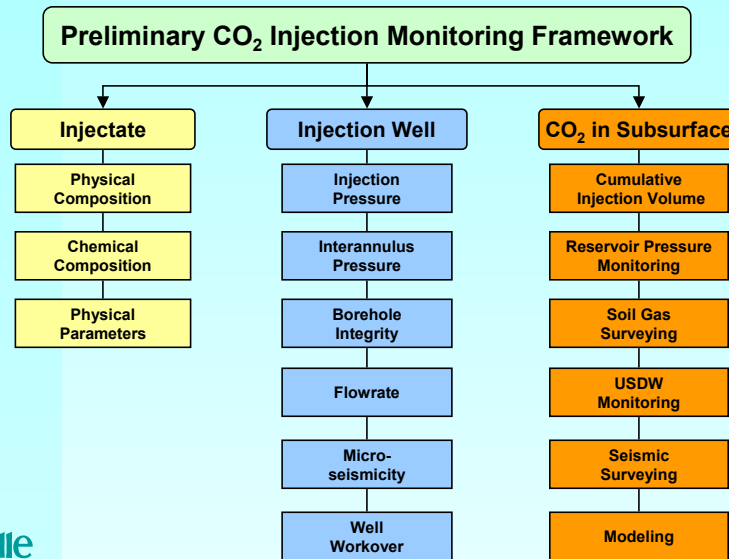 Preliminary CO₂ Injection Monitoring Framework
Injectate
Physical
Composition
Chemical
Composition
Physical
Parameters
Injection Well
Injection
Pressure
Interannulus
Pressure
Borehole
Integrity
Flowrate
Micro-
seismicity
Well
Workover
CO₂ in Subsurface
Cumulative
Injection Volume
Reservoir Pressure
Monitoring
Soil Gas
Surveying
USDW
Monitoring
Seismic
Surveying
Modeling